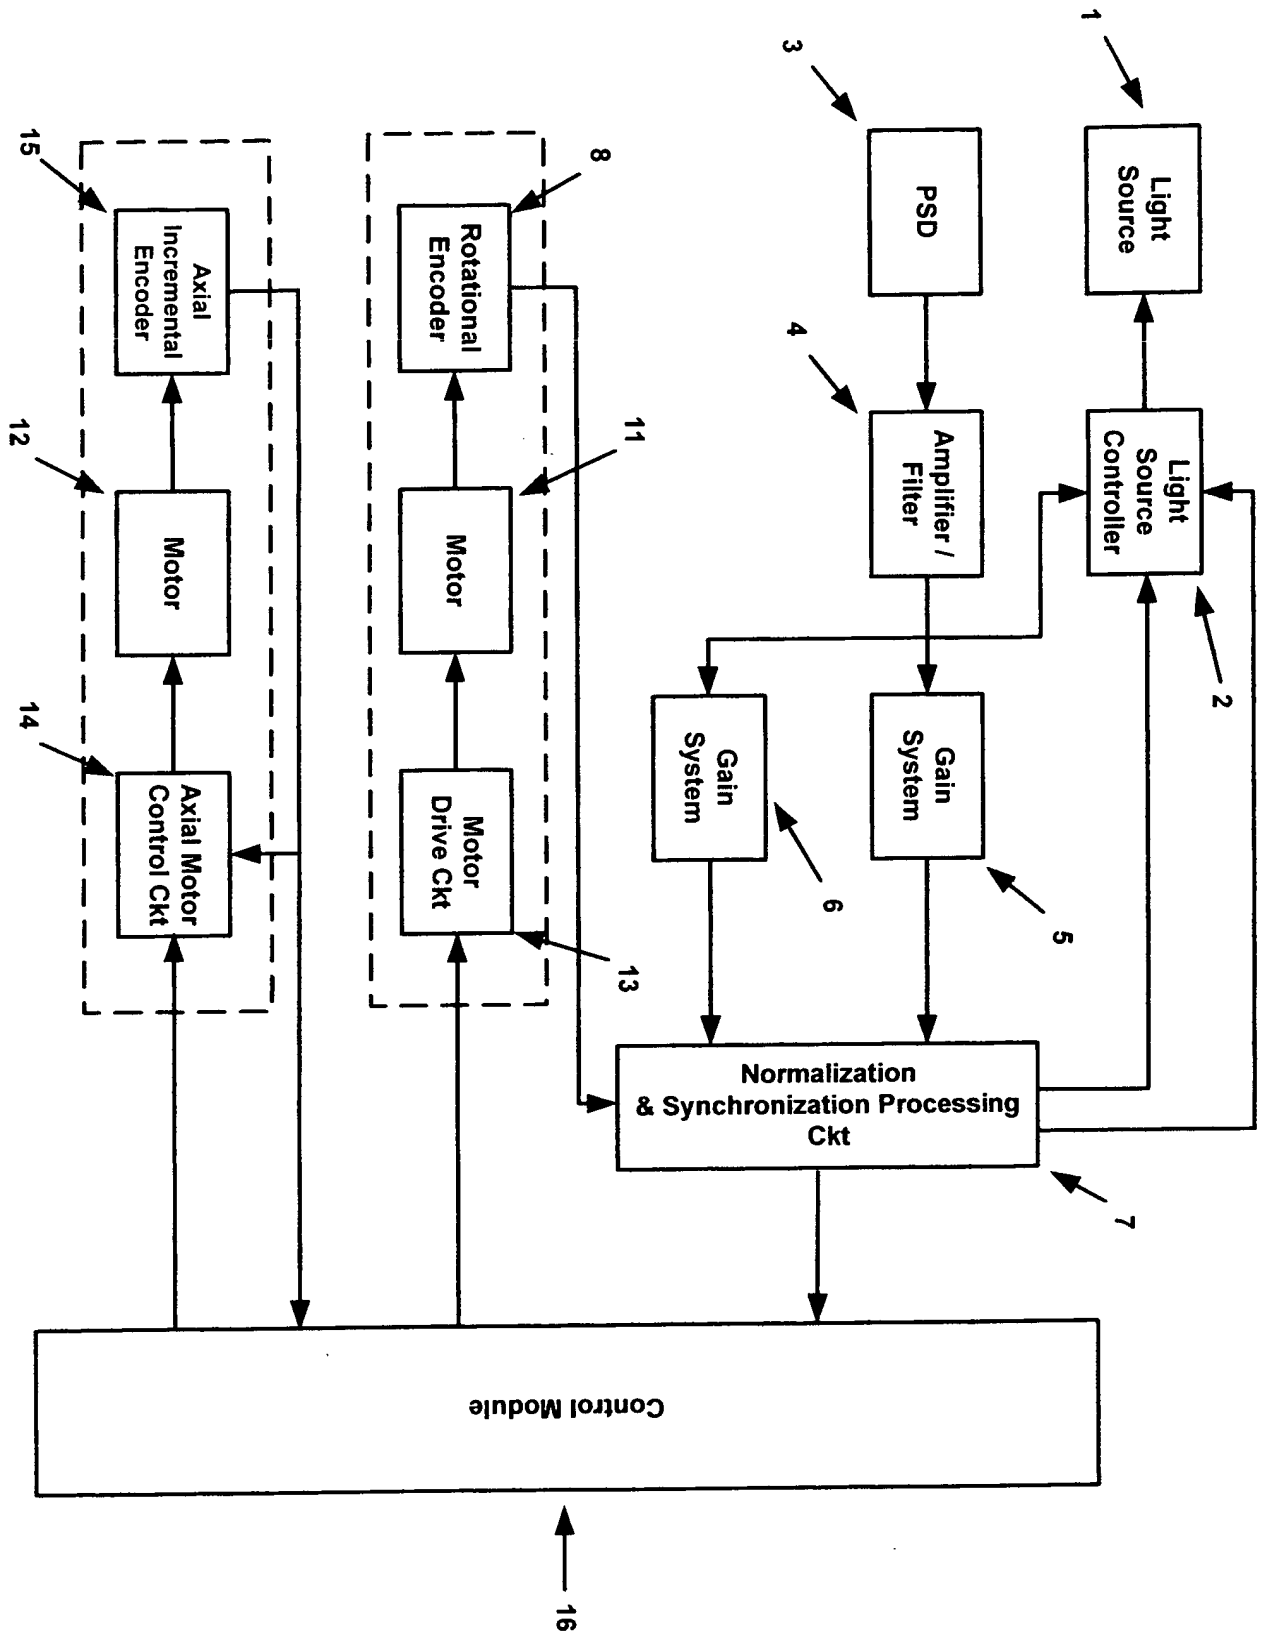 1
Light
Source
Light
Source
Controller
2
3
PSD
4
Amplifier /
Filter
Gain
System
5
Gain
System
6
Normalization
& Synchronization Processing
Ckt
7
8
Rotational
Encoder
11
Motor
Motor
Drive Ckt
13
15
Axial
Incremental
Encoder
12
Motor
14
Axial Motor
Control Ckt
Control Module
16